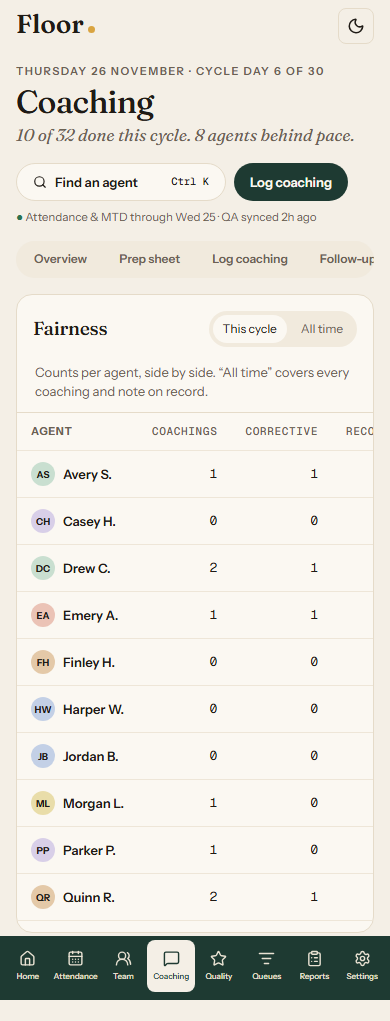 Floor
THURSDAY 26 NOVEMBER · CYCLE DAY 6 OF 30
Coaching
10 of 32 done this cycle. 8 agents behind pace.
Find an agent Ctrl K
Log coaching
Attendance & MTD through Wed 25 · QA synced 2h ago
Overview Prep sheet Log coaching Follow-up
Fairness
This cycle All time
Counts per agent, side by side. “All time” covers every
coaching and note on record.
AGENT COACHINGS CORRECTIVE RECO
AS Avery S. 1 1
CH Casey H. 0 0
DC Drew C. 2 1
EA Emery A. 1 1
FH Finley H. 0 0
HW Harper W. 0 0
JB Jordan B. 0 0
ML Morgan L. 1 0
PP Parker P. 1 0
QR Quinn R. 2 1
Home Attendance Team Coaching Quality Queues Reports Settings